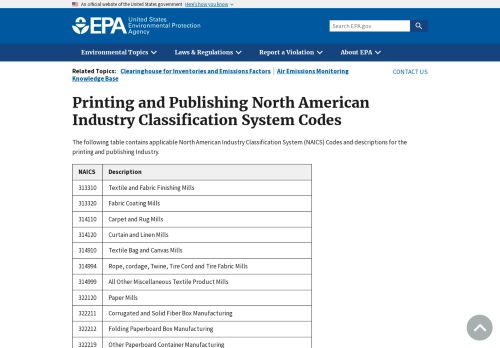 An official website of the United States government Here's how you know
EPA United States Environmental Protection Agency
Search EPA.gov
Environmental Topics Laws & Regulations Report a Violation About EPA
Related Topics: Clearinghouse for Inventories and Emissions Factors Air Emissions Monitoring Knowledge Base
CONTACT US
Printing and Publishing North American
Industry Classification System Codes
The following table contains applicable North American Industry Classification System (NAICS) Codes and descriptions for the
printing and publishing Industry.
NAICS Description
313310 Textile and Fabric Finishing Mills
313320 Fabric Coating Mills
314110 Carpet and Rug Mills
314120 Curtain and Linen Mills
314910 Textile Bag and Canvas Mills
314994 Rope, cordage, Twine, Tire Cord and Tire Fabric Mills
314999 All Other Miscellaneous Textile Product Mills
322120 Paper Mills
322211 Corrugated and Solid Fiber Box Manufacturing
322212 Folding Paperboard Box Manufacturing
322219 Other Paperboard Container Manufacturing